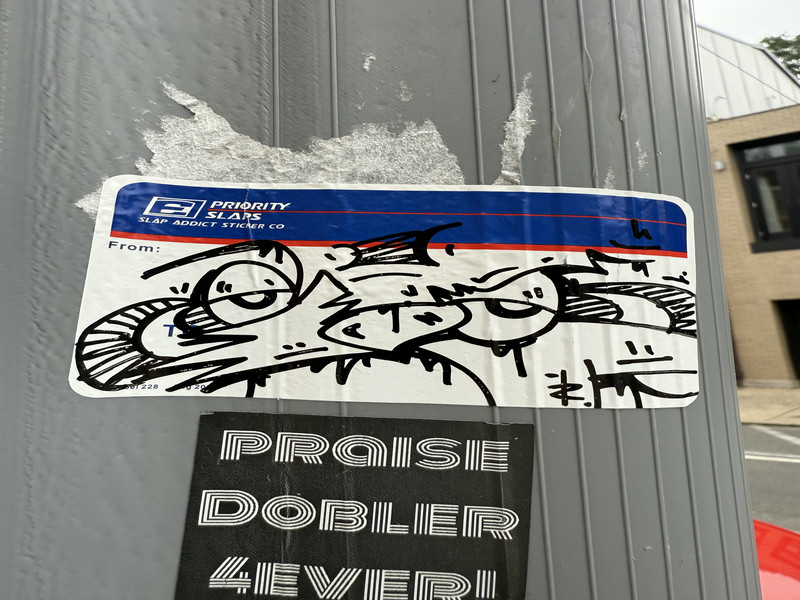 PRIORITY
SLAPS
SLAP ADDICT STICKER CO
From:
PRAISE
DOBLER
4EVER!